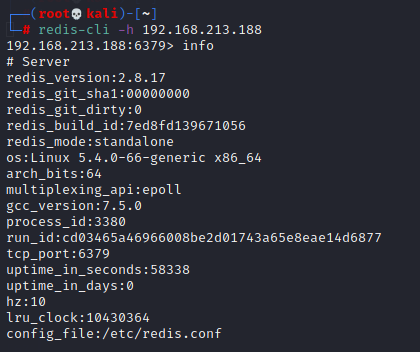 ┌──(root💀kali)-[~]
└─# redis-cli -h 192.168.213.188
192.168.213.188:6379> info
# Server
redis_version:2.8.17
redis_git_sha1:00000000
redis_git_dirty:0
redis_build_id:7ed8fd139671056
redis_mode:standalone
os:Linux 5.4.0-66-generic x86_64
arch_bits:64
multiplexing_api:epoll
gcc_version:7.5.0
process_id:3380
run_id:cd03465a46966008be2d01743a65e8eae14d6877
tcp_port:6379
uptime_in_seconds:58338
uptime_in_days:0
hz:10
lru_clock:10430364
config_file:/etc/redis.conf